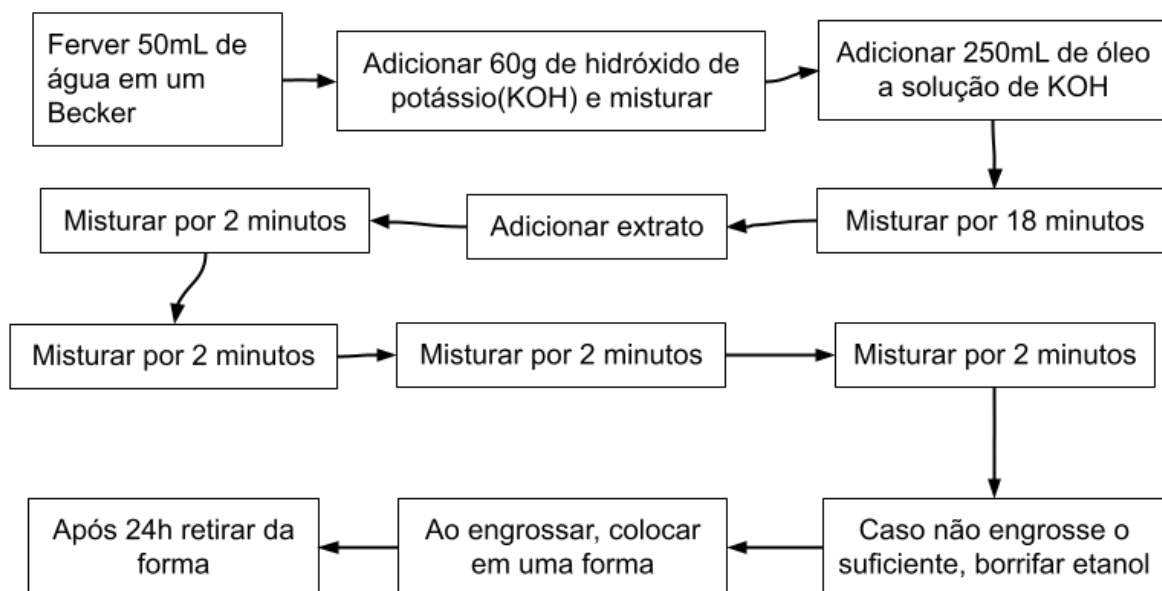 Ferver 50mL de
água em um
Becker
Adicionar 60g de hidróxido de
potássio(KOH) e misturar
Adicionar 250mL de óleo
a solução de KOH
Misturar por 18 minutos
Adicionar extrato
Misturar por 2 minutos
Misturar por 2 minutos
Misturar por 2 minutos
Misturar por 2 minutos
Caso não engrosse o
suficiente, borrifar etanol
Ao engrossar, colocar
em uma forma
Após 24h retirar da
forma